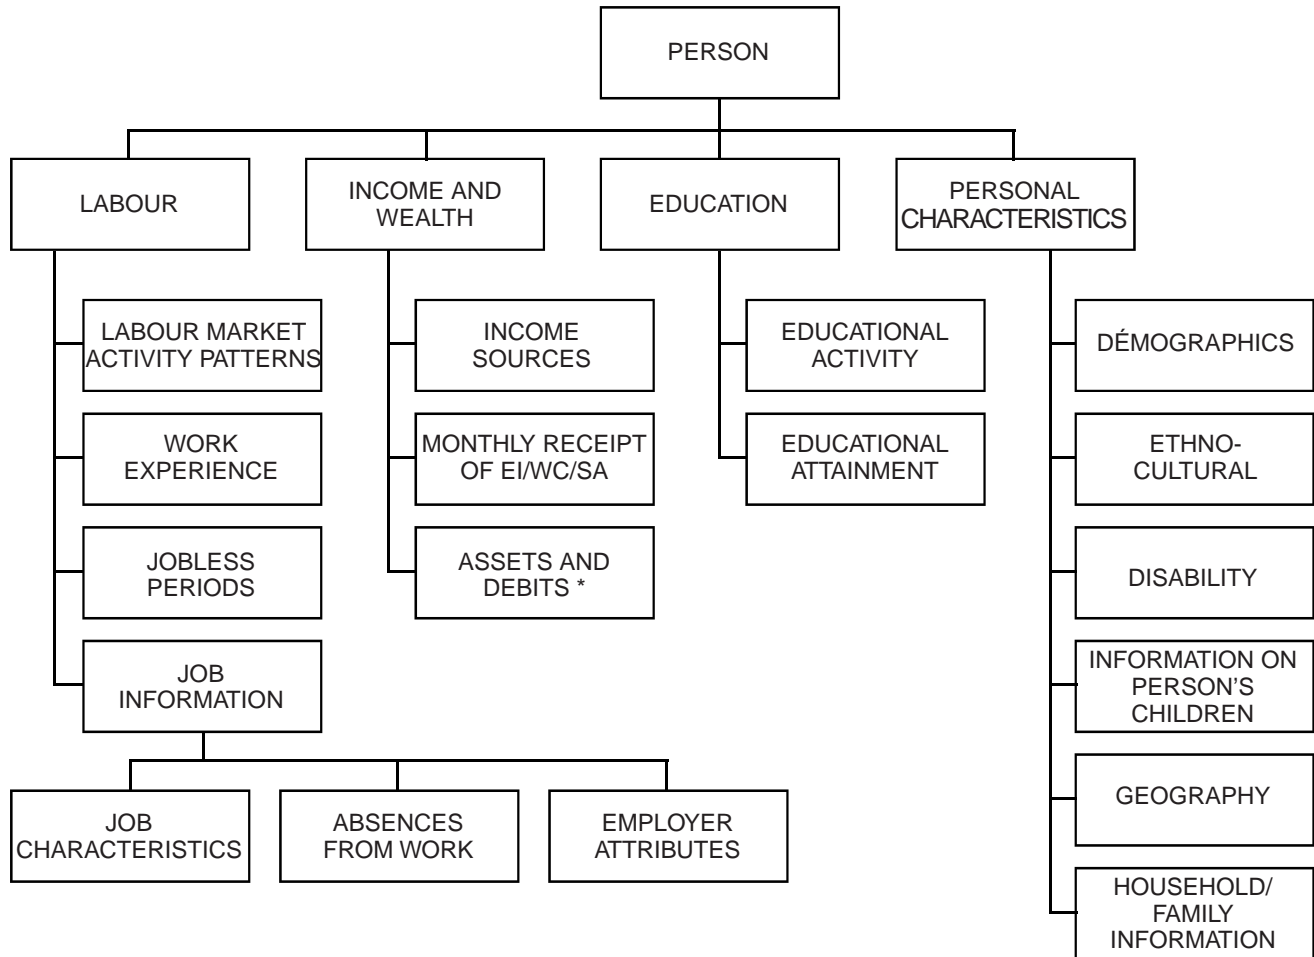 PERSON
LABOUR
INCOME AND
WEALTH
EDUCATION
PERSONAL
CHARACTERISTICS
LABOUR MARKET
ACTIVITY PATTERNS
INCOME
SOURCES
EDUCATIONAL
ACTIVITY
DÉMOGRAPHICS
WORK
EXPERIENCE
MONTHLY RECEIPT
OF EI/WC/SA
EDUCATIONAL
ATTAINMENT
ETHNO-
CULTURAL
JOBLESS
PERIODS
ASSETS AND
DEBITS *
DISABILITY
JOB
INFORMATION
INFORMATION ON
PERSON'S
CHILDREN
JOB
CHARACTERISTICS
ABSENCES
FROM WORK
EMPLOYER
ATTRIBUTES
GEOGRAPHY
HOUSEHOLD/
FAMILY
INFORMATION